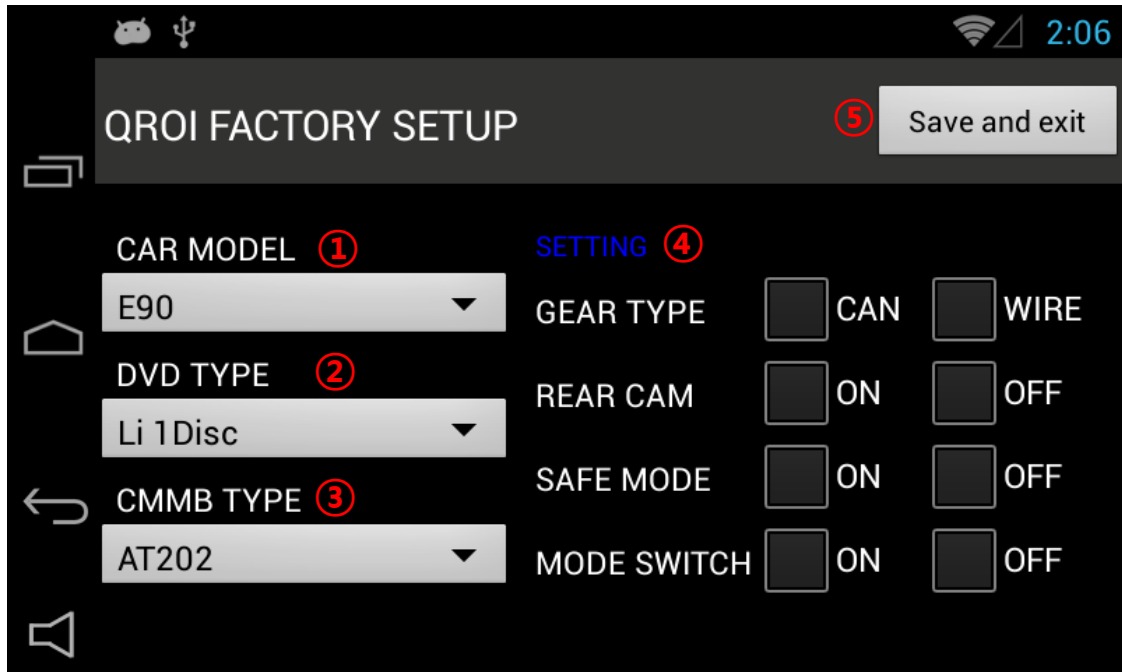 2:06
QROI FACTORY SETUP ⑤ Save and exit
CAR MODEL ①
E90
DVD TYPE ②
Li 1Disc
CMMB TYPE ③
AT202
SETTING ④
GEAR TYPE CAN WIRE
REAR CAM ON OFF
SAFE MODE ON OFF
MODE SWITCH ON OFF